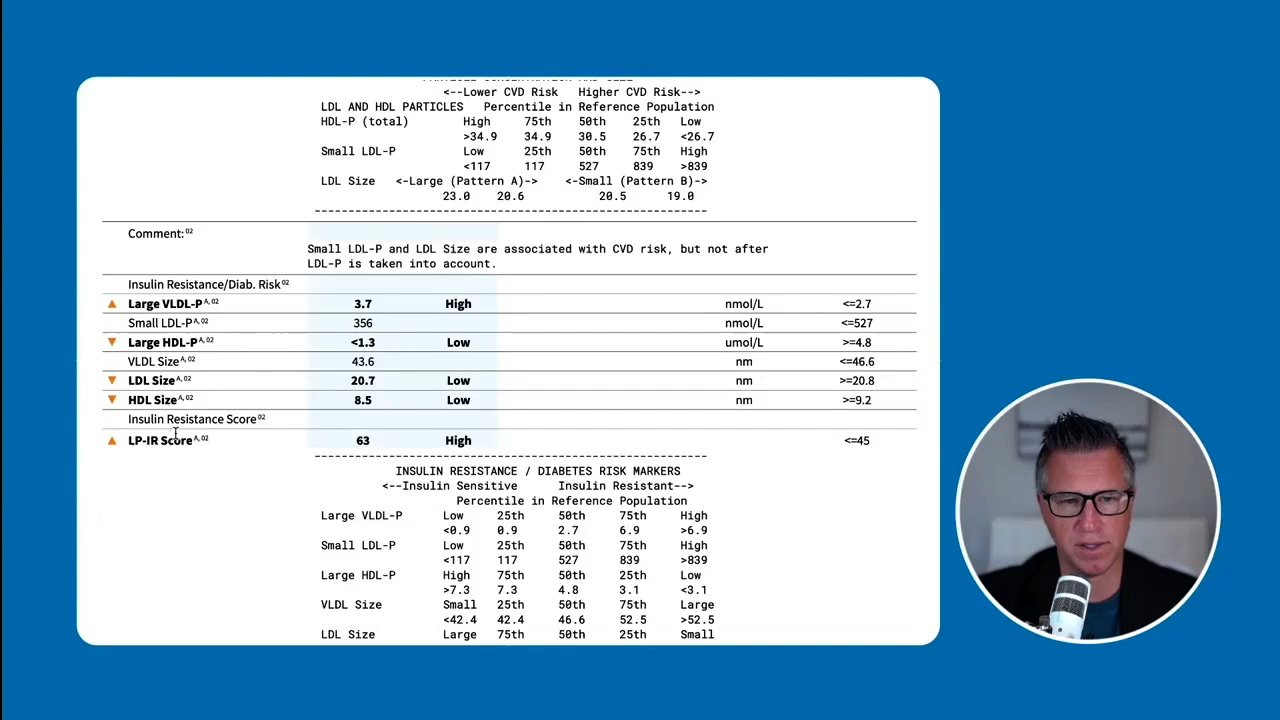 <--Lower CVD Risk Higher CVD Risk-->
LDL AND HDL PARTICLES Percentile in Reference Population
HDL-P (total) High 75th 50th 25th Low
>34.9 34.9 30.5 26.7 <26.7
Small LDL-P Low 25th 50th 75th High
<117 117 527 839 >839
LDL Size <-Large (Pattern A)-> <-Small (Pattern B)->
23.0 20.6 20.5 19.0
Comment: 02
Small LDL-P and LDL Size are associated with CVD risk, but not after
LDL-P is taken into account.
Insulin Resistance/Diab. Risk 02
▲ Large VLDL-P A, 02 3.7 High nmol/L <=2.7
Small LDL-P A, 02 356 nmol/L <=527
▼ Large HDL-P A, 02 <1.3 Low umol/L >=4.8
VLDL Size A, 02 43.6 nm <=46.6
▼ LDL Size A, 02 20.7 Low nm >=20.8
▼ HDL Size A, 02 8.5 Low nm >=9.2
Insulin Resistance Score 02
▲ LP-IR Score A, 02 63 High <=45
INSULIN RESISTANCE / DIABETES RISK MARKERS
<--Insulin Sensitive Insulin Resistant-->
Percentile in Reference Population
Large VLDL-P Low 25th 50th 75th High
<0.9 0.9 2.7 6.9 >6.9
Small LDL-P Low 25th 50th 75th High
<117 117 527 839 >839
Large HDL-P High 75th 50th 25th Low
>7.3 7.3 4.8 3.1 <3.1
VLDL Size Small 25th 50th 75th Large
<42.4 42.4 46.6 52.5 >52.5
LDL Size Large 75th 50th 25th Small